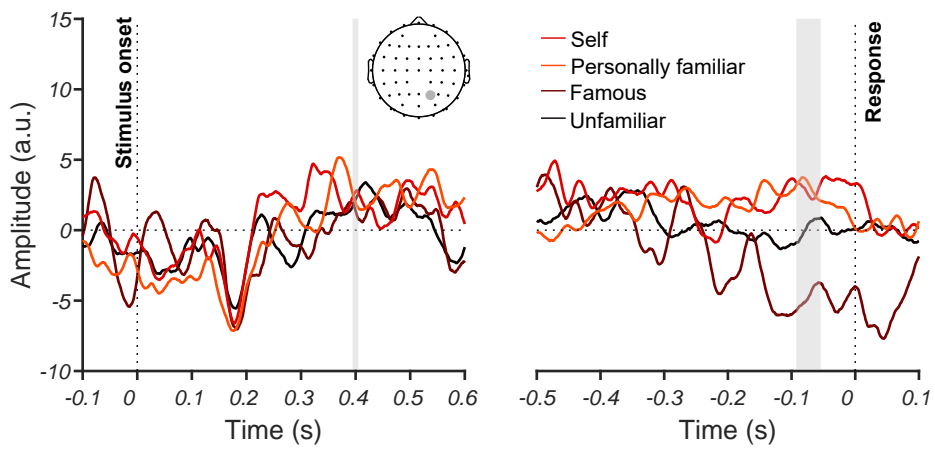 Amplitude (a.u.)
15
10
5
0
-5
-10
Stimulus onset
-0.1 0 0.1 0.2 0.3 0.4 0.5 0.6
Time (s)
Self
Personally familiar
Famous
Unfamiliar
Response
-0.5 -0.4 -0.3 -0.2 -0.1 0 0.1
Time (s)